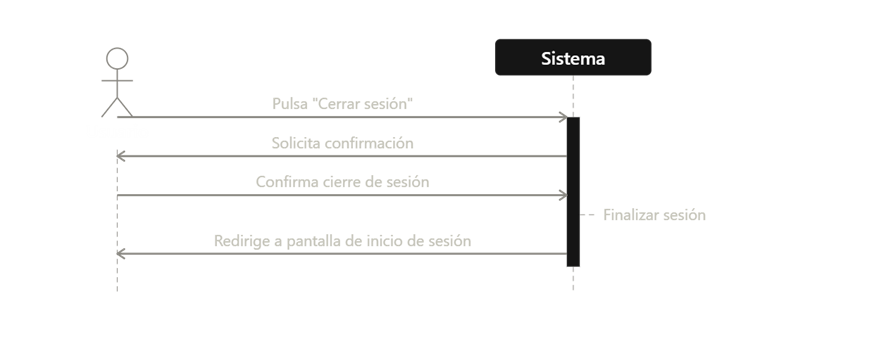 Sistema
Pulsa "Cerrar sesión"
Solicita confirmación
Confirma cierre de sesión
Finalizar sesión
Redirige a pantalla de inicio de sesión